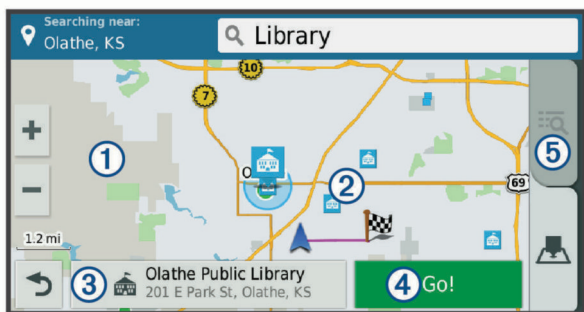 Searching near:
Olathe, KS
Library
10
7
1
+
5
O
2
69
−
1.2 mi
3
Olathe Public Library
201 E Park St, Olathe, KS
4
Go!